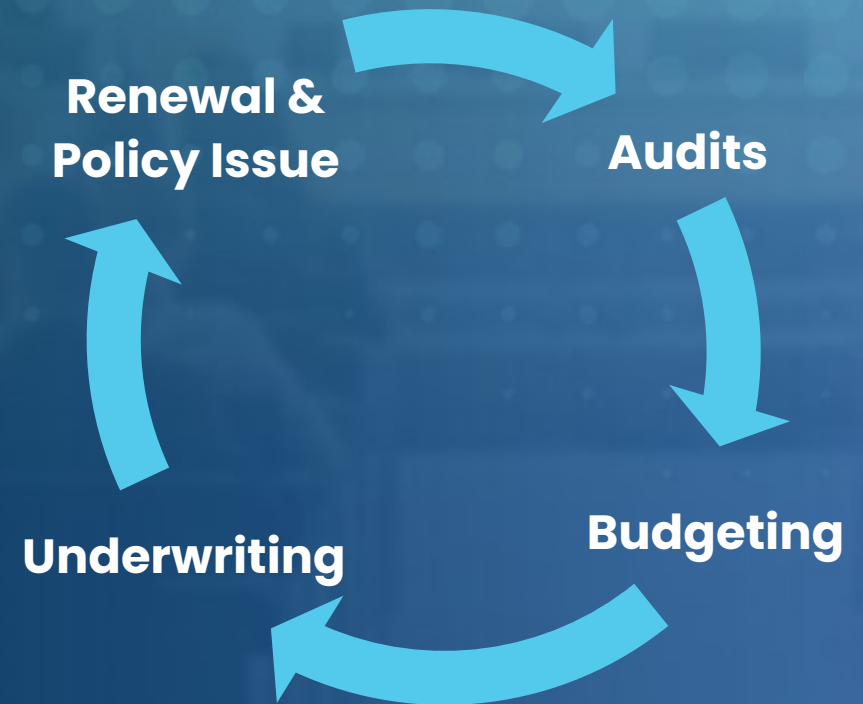 Renewal &
Policy Issue
Audits
Budgeting
Underwriting